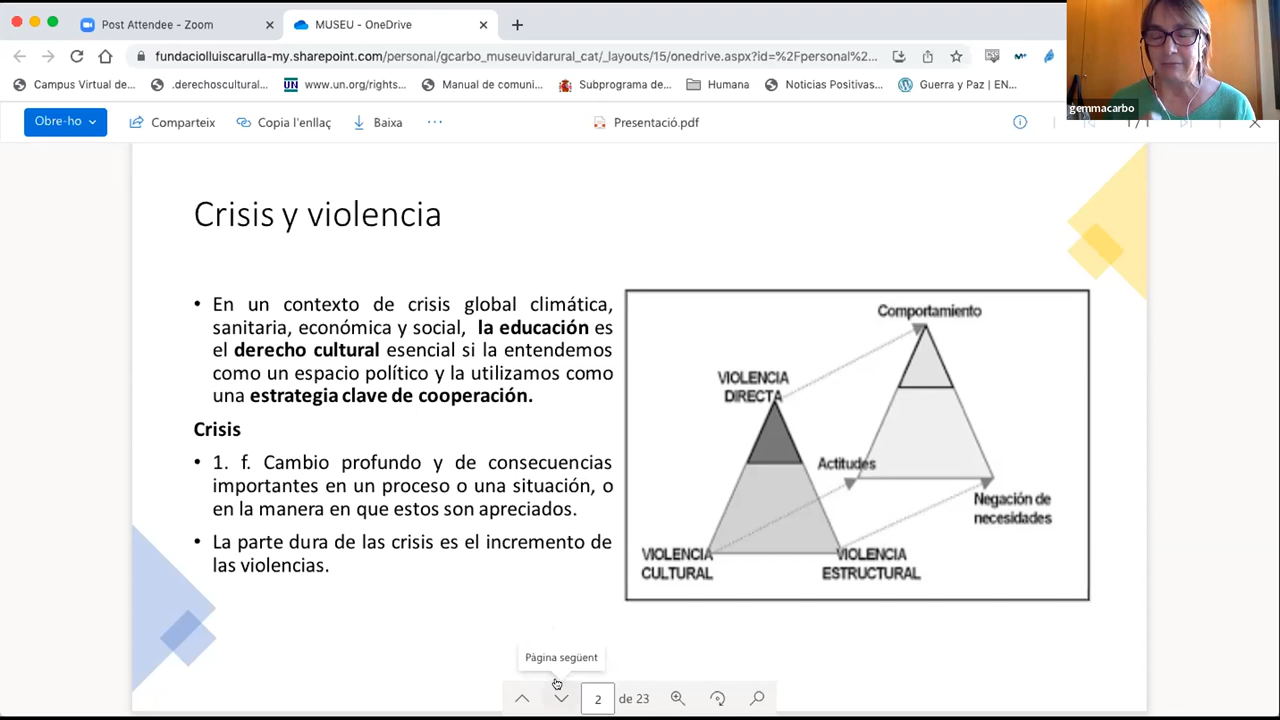 Post Attendee - Zoom
MUSEU - OneDrive
fundaciolluiscarulla-my.sharepoint.com/personal/gcarbo_museuvidarural_cat/_layouts/15/onedrive.aspx?id=%2Fpersonal%2...
Campus Virtual de...
.derechoscultural...
UN
www.un.org/rights...
Manual de comuni...
Subprograma de...
Humana
Noticias Positivas...
Guerra y Paz | EN...
gemmacarbo
Obre-ho
Comparteix
Copia l'enllaç
Baixa
...
Presentació.pdf
1 / 1
Crisis y violencia
• En un contexto de crisis global climática,
sanitaria, económica y social, la educación es
el derecho cultural esencial si la entendemos
como un espacio político y la utilizamos como
una estrategia clave de cooperación.
Crisis
• 1. f. Cambio profundo y de consecuencias
importantes en un proceso o una situación, o
en la manera en que estos son apreciados.
• La parte dura de las crisis es el incremento de
las violencias.
Comportamiento
VIOLENCIA
DIRECTA
Actitudes
Negación de
necesidades
VIOLENCIA
CULTURAL
VIOLENCIA
ESTRUCTURAL
Pàgina següent
2 de 23